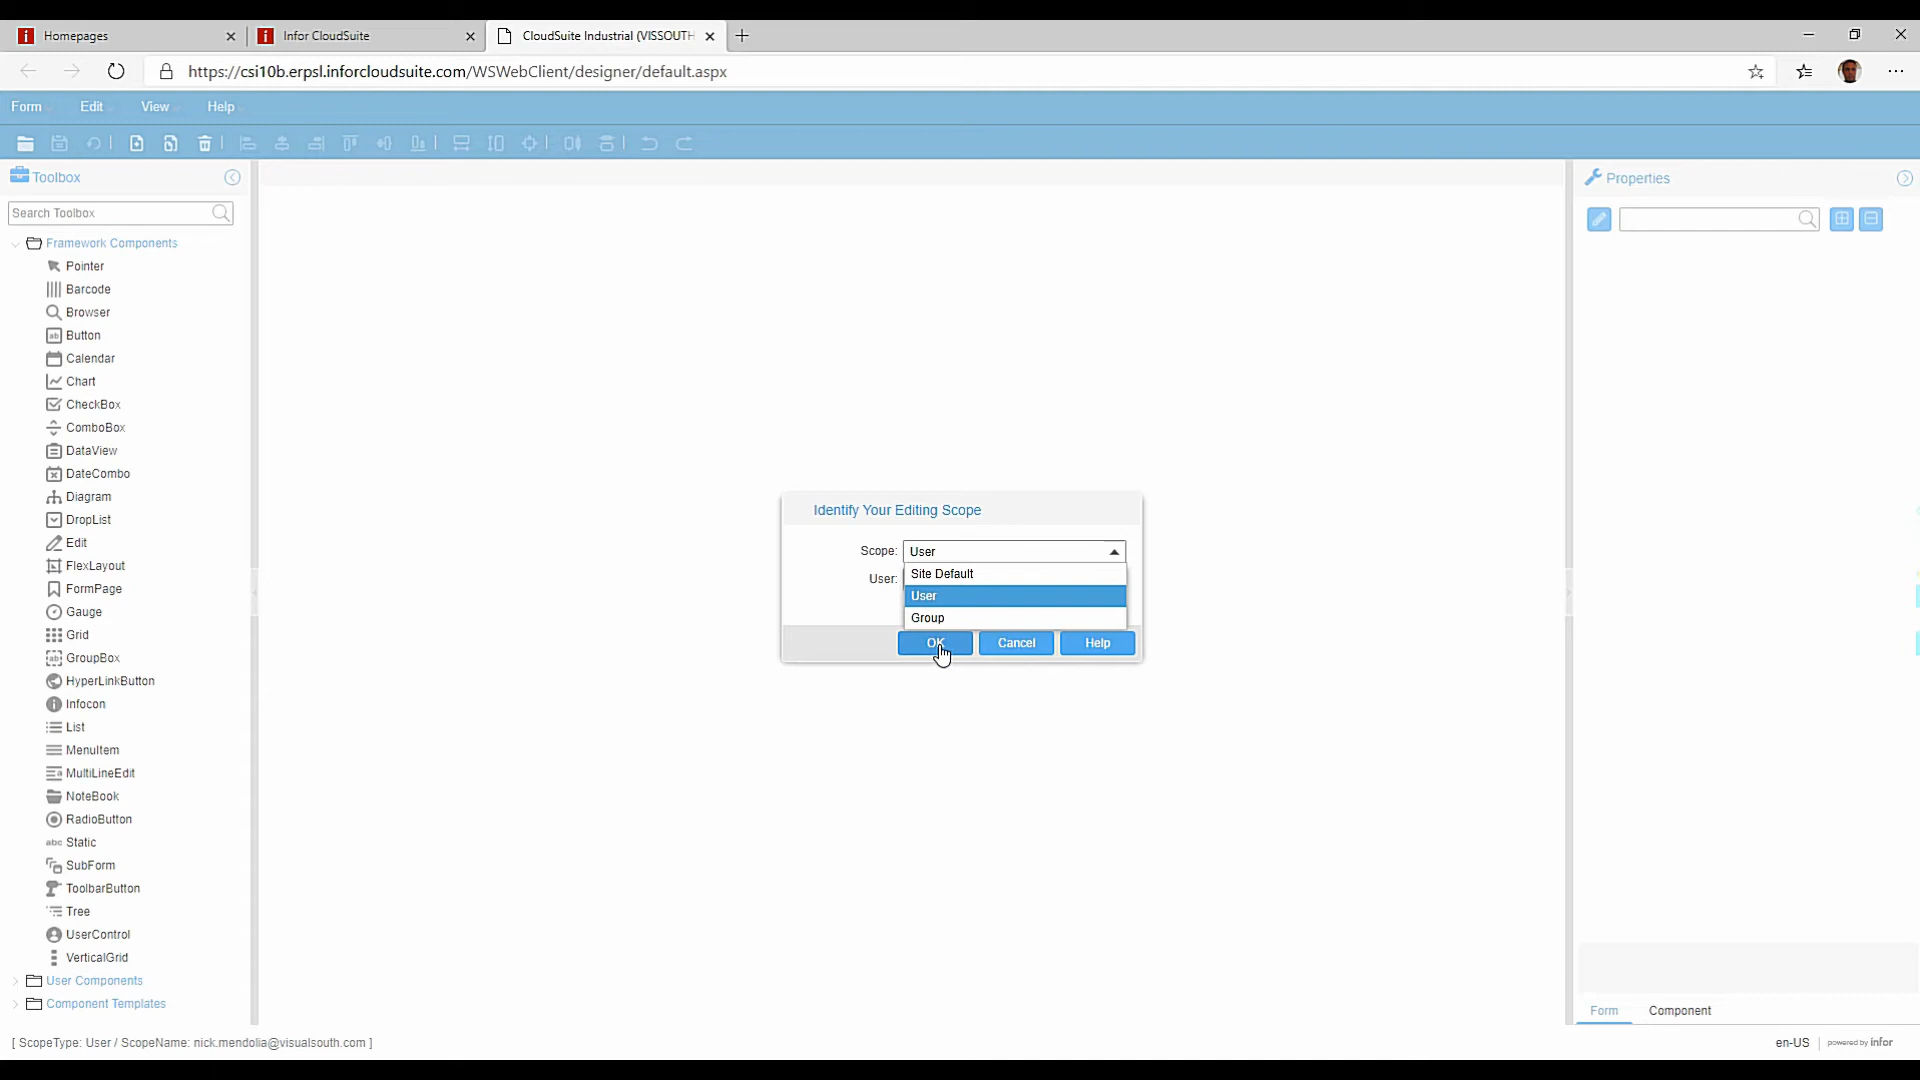 Homepages
Infor CloudSuite
CloudSuite Industrial (VISSOUTH
https://csi10b.erpsl.inforcloudsuite.com/WSWebClient/designer/default.aspx
Form Edit View Help
Toolbox
Search Toolbox
Framework Components
Pointer
Barcode
Browser
Button
Calendar
Chart
CheckBox
ComboBox
DataView
DateCombo
Diagram
DropList
Edit
FlexLayout
FormPage
Gauge
Grid
GroupBox
HyperLinkButton
Infocon
List
MenuItem
MultiLineEdit
NoteBook
RadioButton
abc Static
SubForm
ToolbarButton
Tree
UserControl
VerticalGrid
User Components
Component Templates
Identify Your Editing Scope
Scope: User
User:
Site Default
User
Group
OK Cancel Help
Properties
Form Component
[ ScopeType: User / ScopeName: nick.mendolia@visualsouth.com ]
en-US powered by infor